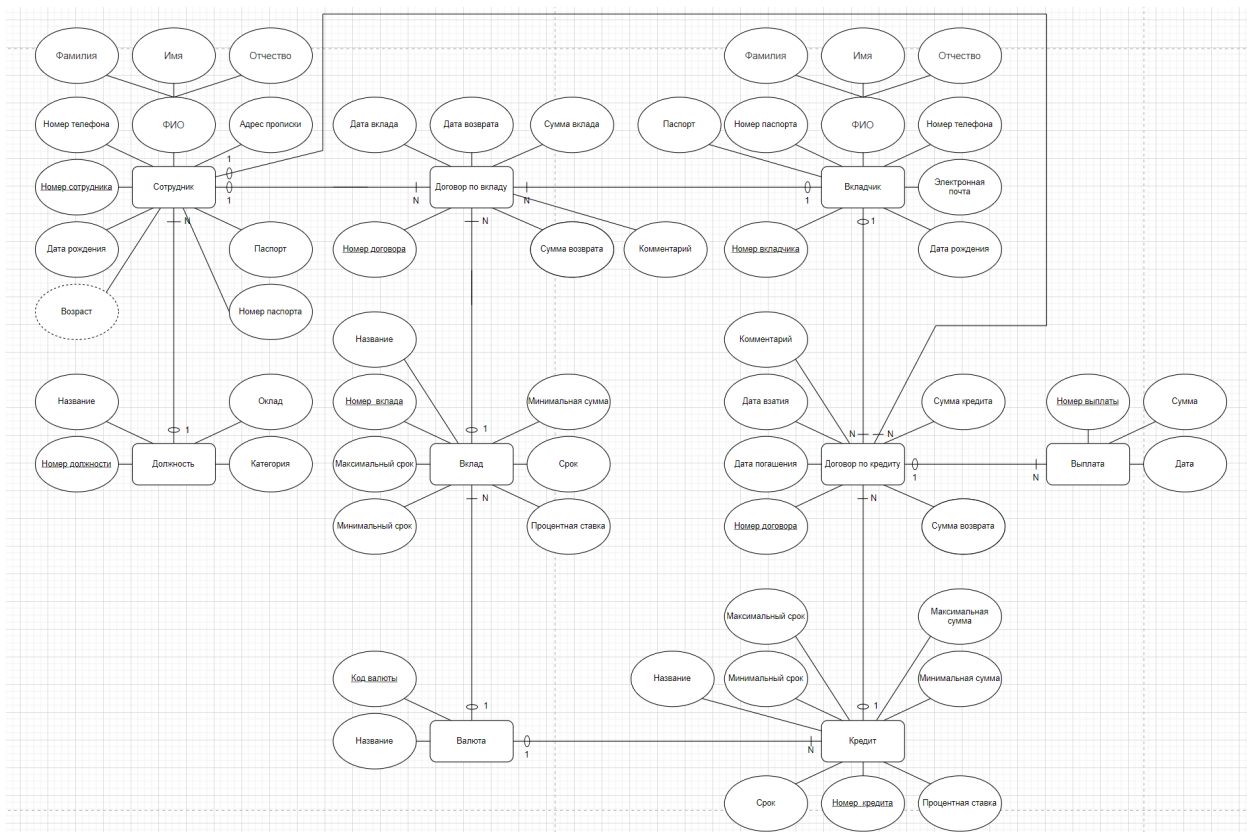 Фамилия
Имя
Отчество
Фамилия
Имя
Отчество
Номер телефона
ФИО
Адрес прописки
Дата вклада
Дата возврата
Сумма вклада
Паспорт
Номер паспорта
ФИО
Номер телефона
1
Номер сотрудника
Сотрудник
1
N
Договор по вкладу
N
1
Вкладчик
Электронная
почта
N
N
1
Дата рождения
Паспорт
Номер договора
Сумма возврата
Комментарий
Номер вкладчика
Дата рождения
Возраст
Номер паспорта
Название
Комментарий
Название
Оклад
Номер вклада
Минимальная сумма
Дата взятия
Сумма кредита
Номер выплаты
Сумма
1
1
N
N
Номер должности
Должность
Категория
Максимальный срок
Вклад
Срок
Дата погашения
Договор по кредиту
1
N
Выплата
Дата
N
N
Минимальный срок
Процентная ставка
Номер договора
Сумма возврата
Максимальный срок
Максимальная
сумма
Код валюты
Название
Минимальный срок
Минимальная сумма
1
1
Название
Валюта
1
N
Кредит
Срок
Номер кредита
Процентная ставка